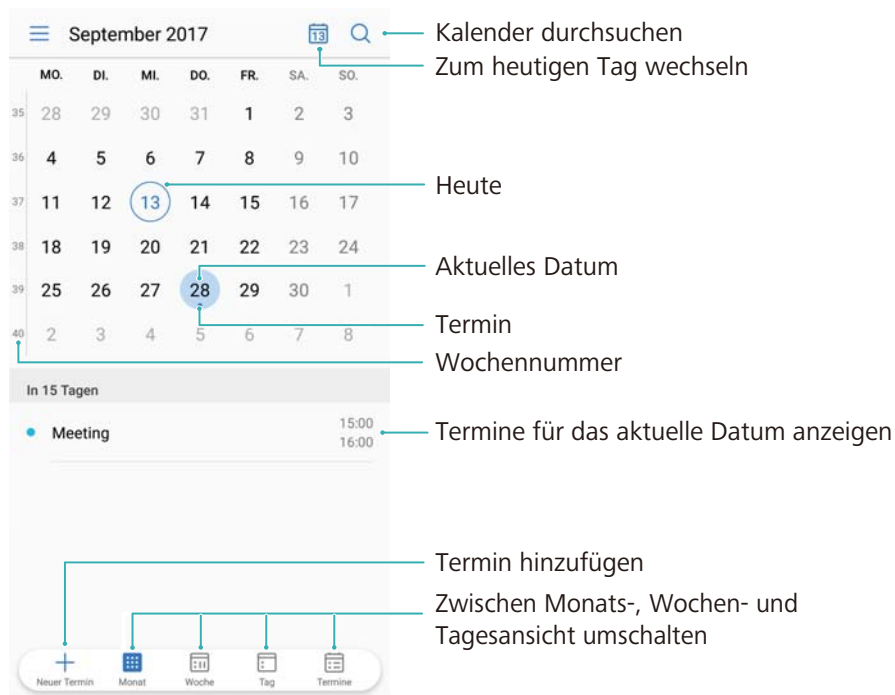 September 2017 13
Kalender durchsuchen
Zum heutigen Tag wechseln
MO. DI. MI. DO. FR. SA. SO.
35 28 29 30 31 1 2 3
36 4 5 6 7 8 9 10
37 11 12 13 14 15 16 17
Heute
38 18 19 20 21 22 23 24
Aktuelles Datum
39 25 26 27 28 29 30 1
Termin
40 2 3 4 5 6 7 8
Wochennummer
In 15 Tagen
Meeting 15:00
16:00
Termine für das aktuelle Datum anzeigen
Termin hinzufügen
Zwischen Monats-, Wochen- und
Tagesansicht umschalten
Neuer Termin Monat Woche Tag Termine